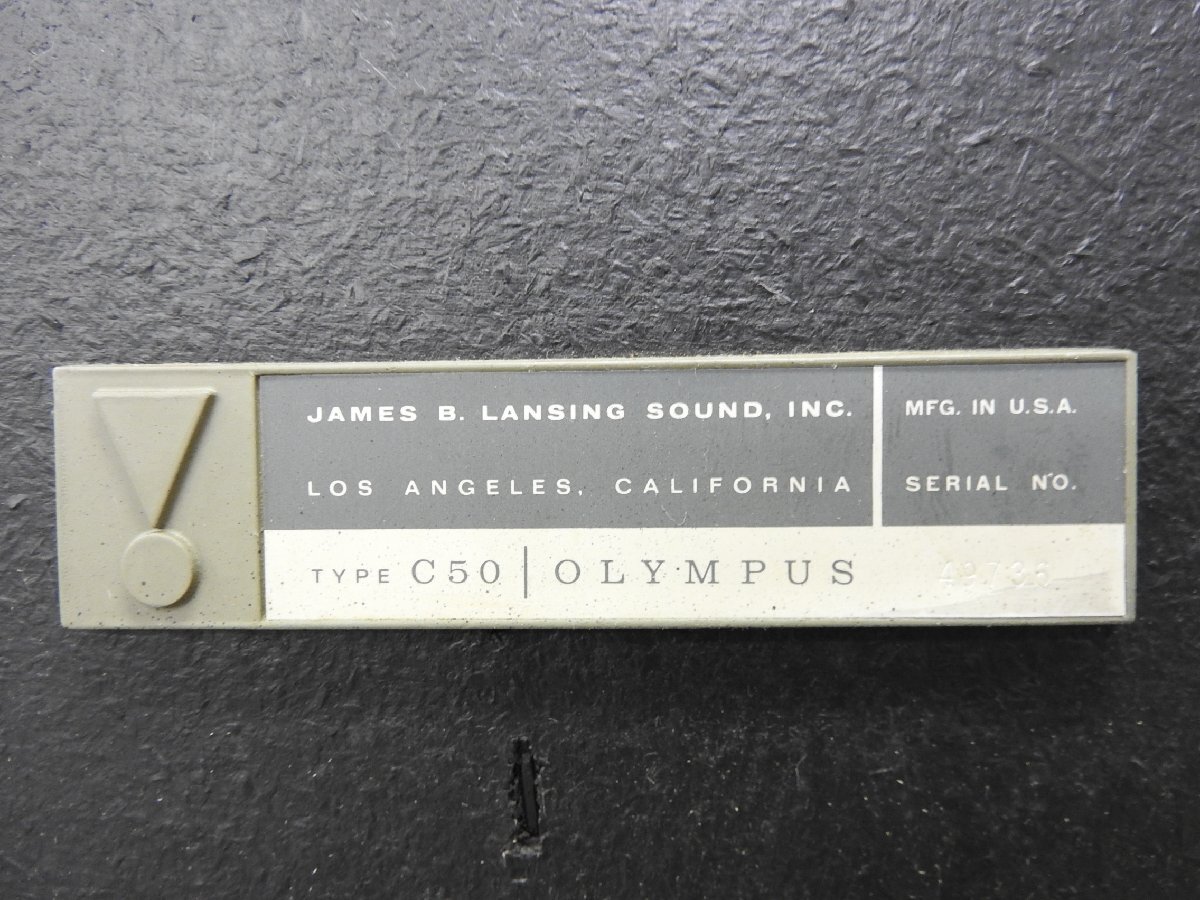 JAMES B. LANSING SOUND, INC.
LOS ANGELES, CALIFORNIA
MFG. IN U.S.A.
SERIAL NO.
TYPE C50 | OLYMPUS